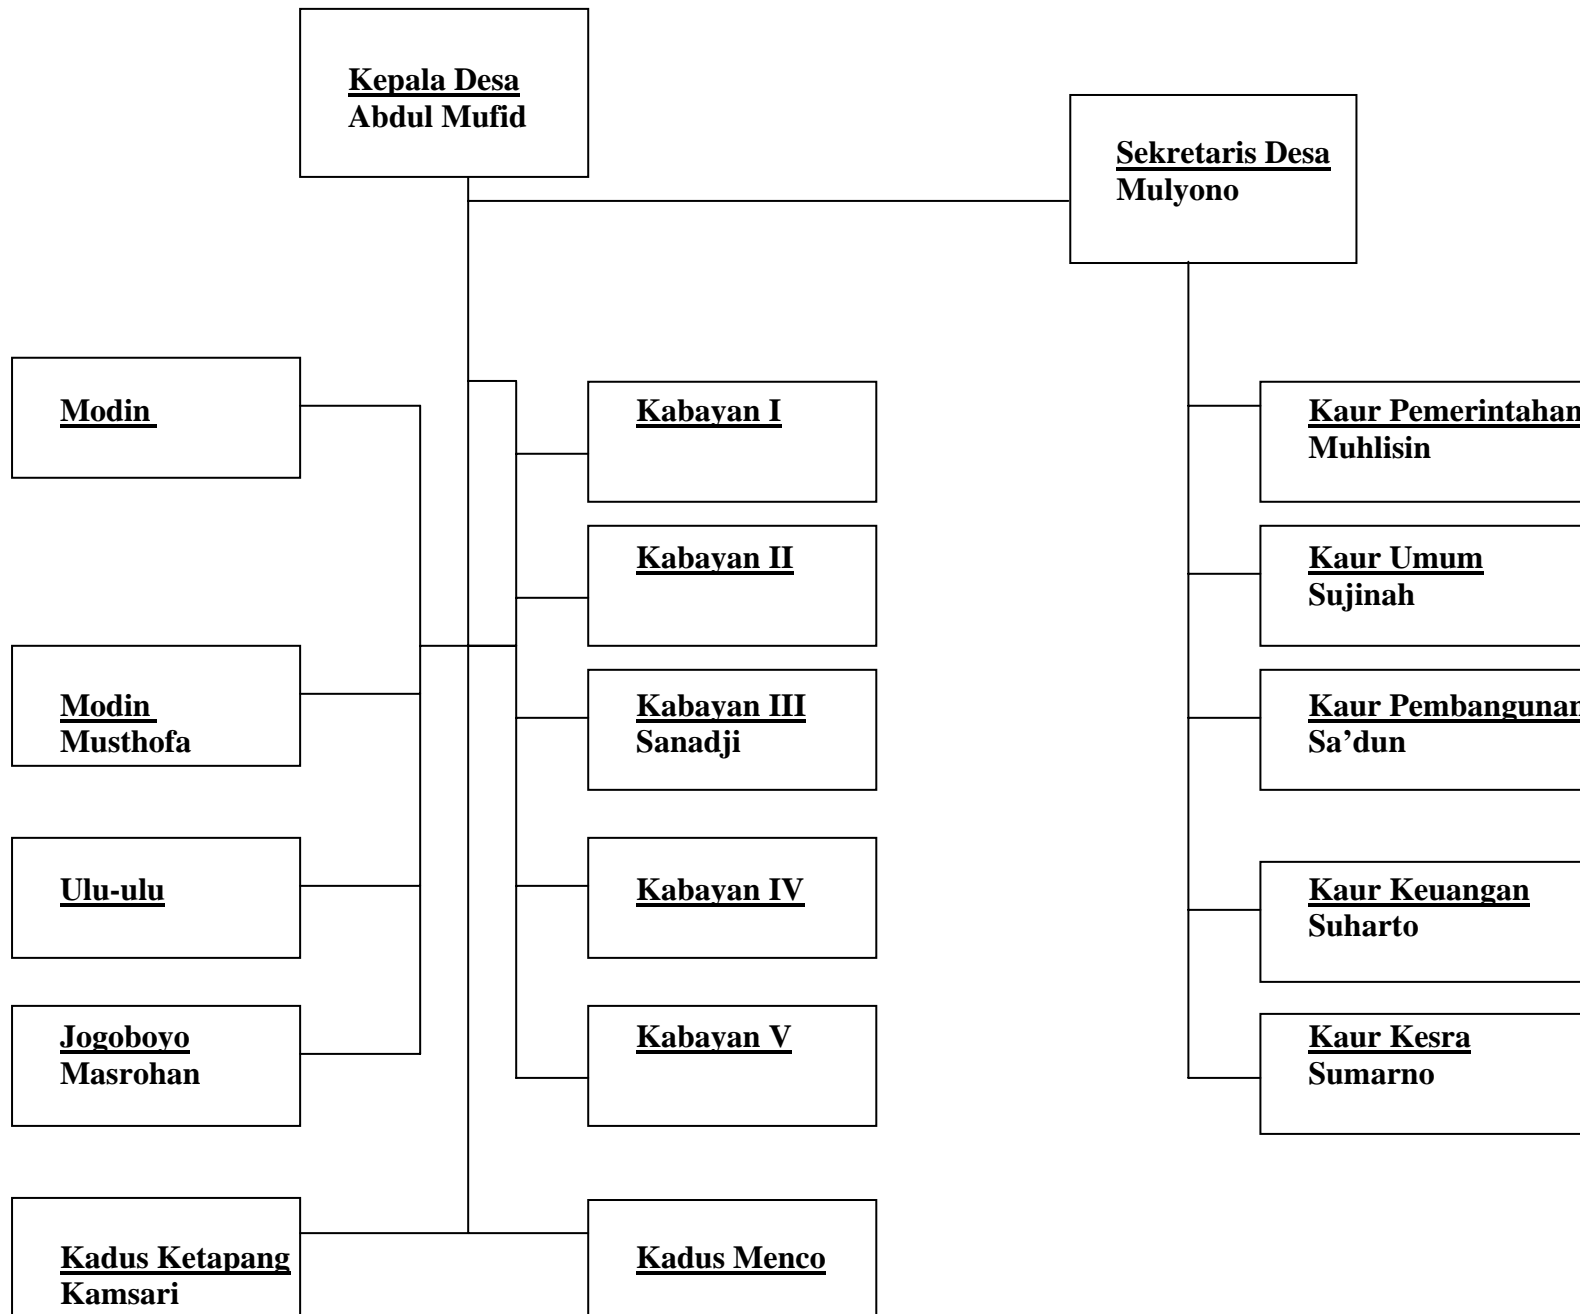 Kepala Desa
Abdul Mufid
Sekretaris Desa
Mulyono
Modin
Modin
Musthofa
Ulu-ulu
Jogoboyo
Masrohan
Kadus Ketapang
Kamsari
Kabayan I
Kabayan II
Kabayan III
Sanadji
Kabayan IV
Kabayan V
Kadus Menco
Kaur Pemerintahan
Muhlisin
Kaur Umum
Sujinah
Kaur Pembangunan
Sa’dun
Kaur Keuangan
Suharto
Kaur Kesra
Sumarno